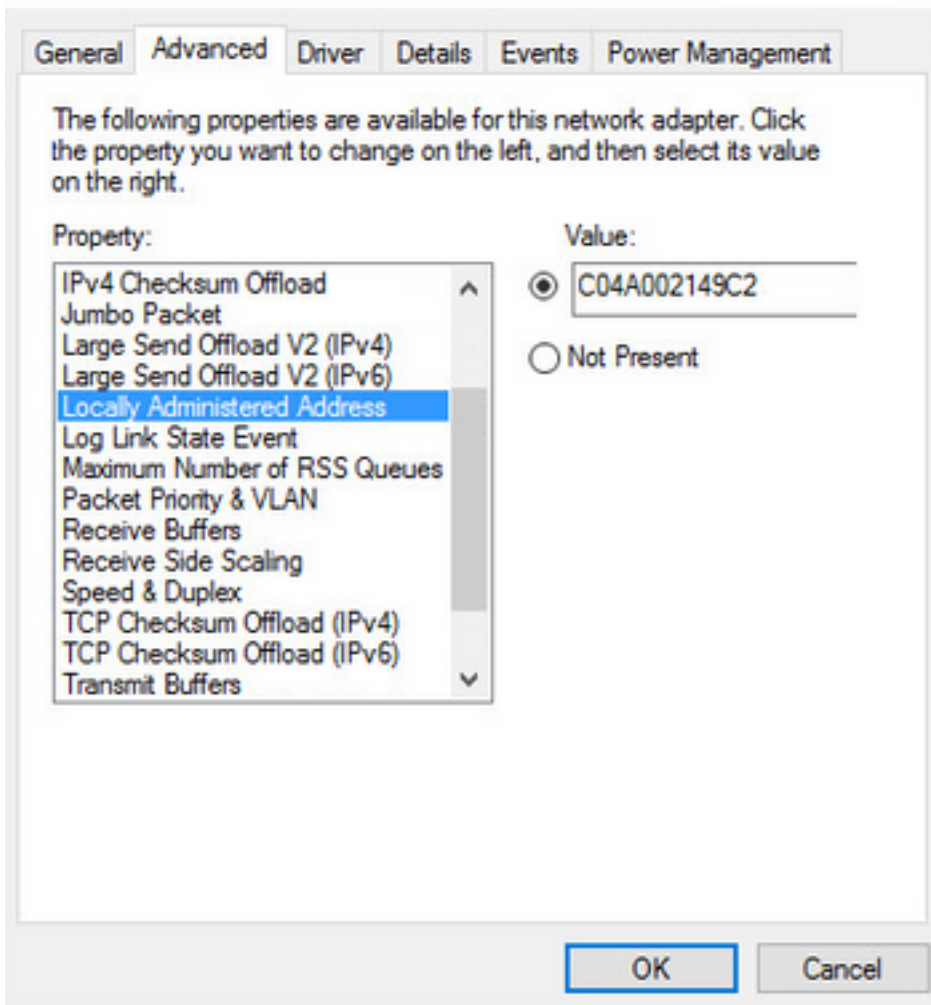 General Advanced Driver Details Events Power Management
The following properties are available for this network adapter. Click
the property you want to change on the left, and then select its value
on the right.
Property:
IPv4 Checksum Offload
Jumbo Packet
Large Send Offload V2 (IPv4)
Large Send Offload V2 (IPv6)
Locally Administered Address
Log Link State Event
Maximum Number of RSS Queues
Packet Priority & VLAN
Receive Buffers
Receive Side Scaling
Speed & Duplex
TCP Checksum Offload (IPv4)
TCP Checksum Offload (IPv6)
Transmit Buffers
Value:
C04A002149C2
Not Present
OK Cancel